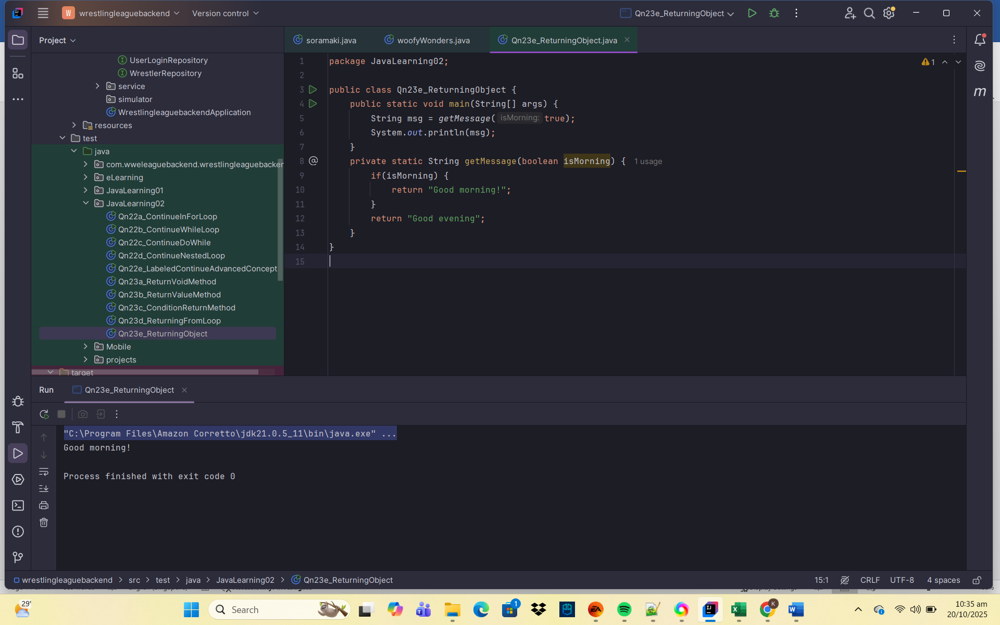 wrestlingleaguebackend Version control Qn23e_ReturningObject
Project
soramaki.java woofyWonders.java Qn23e_ReturningObject.java
UserLoginRepository
WrestlerRepository
service
simulator
WrestlingleaguebackendApplication
resources
test
java
com.wweleaguebackend.wrestlingleaguebacker
eLearning
JavaLearning01
JavaLearning02
Qn22a_ContinueInForLoop
Qn22b_ContinueWhileLoop
Qn22c_ContinueDoWhile
Qn22d_ContinueNestedLoop
Qn22e_LabeledContinueAdvancedConcept
Qn23a_ReturnVoidMethod
Qn23b_ReturnValueMethod
Qn23c_ConditionReturnMethod
Qn23d_ReturningFromLoop
Qn23e_ReturningObject
Mobile
projects
target
1 package JavaLearning02;
2
3 public class Qn23e_ReturningObject {
4 public static void main(String[] args) {
5 String msg = getMessage( isMorning: true);
6 System.out.println(msg);
7 }
8 private static String getMessage(boolean isMorning) { 1 usage
9 if(isMorning) {
10 return "Good morning!";
11 }
12 return "Good evening";
13 }
14 }
15
1
Run Qn23e_ReturningObject
"C:\Program Files\Amazon Corretto\jdk21.0.5_11\bin\java.exe" ...
Good morning!
Process finished with exit code 0
wrestlingleaguebackend > src > test > java > JavaLearning02 > Qn23e_ReturningObject
15:1 CRLF UTF-8 4 spaces
29°
Search
10:35 am
20/10/2025